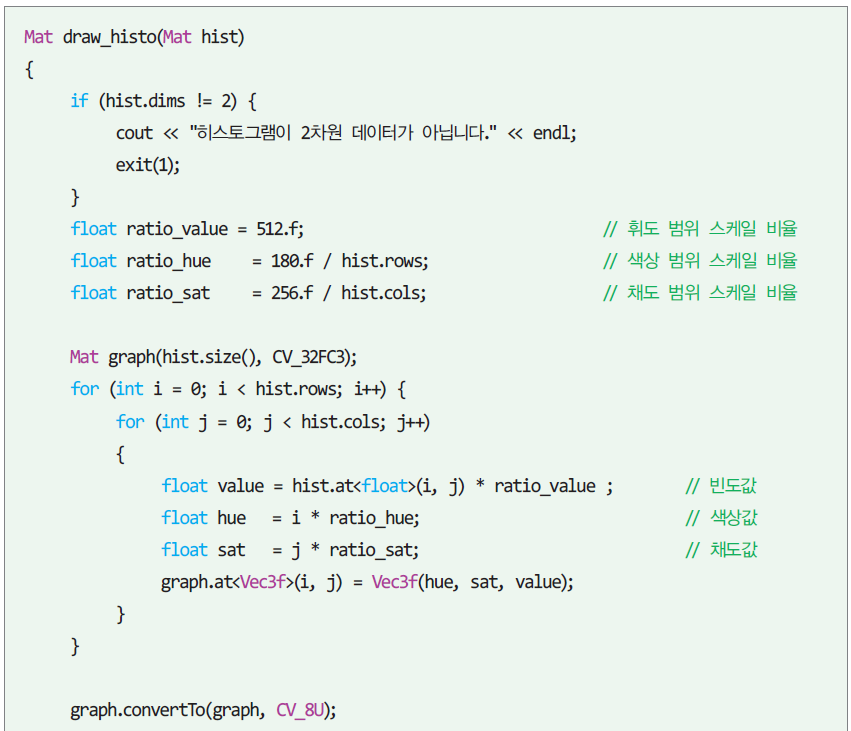 Mat draw_histo(Mat hist)
{
if (hist.dims != 2) {
cout << "히스토그램이 2차원 데이터가 아닙니다." << endl;
exit(1);
}
float ratio_value = 512.f; // 휘도 범위 스케일 비율
float ratio_hue = 180.f / hist.rows; // 색상 범위 스케일 비율
float ratio_sat = 256.f / hist.cols; // 채도 범위 스케일 비율
Mat graph(hist.size(), CV_32FC3);
for (int i = 0; i < hist.rows; i++) {
for (int j = 0; j < hist.cols; j++)
{
float value = hist.at<float>(i, j) * ratio_value ; // 빈도값
float hue = i * ratio_hue; // 색상값
float sat = j * ratio_sat; // 채도값
graph.at<Vec3f>(i, j) = Vec3f(hue, sat, value);
}
}
graph.convertTo(graph, CV_8U);